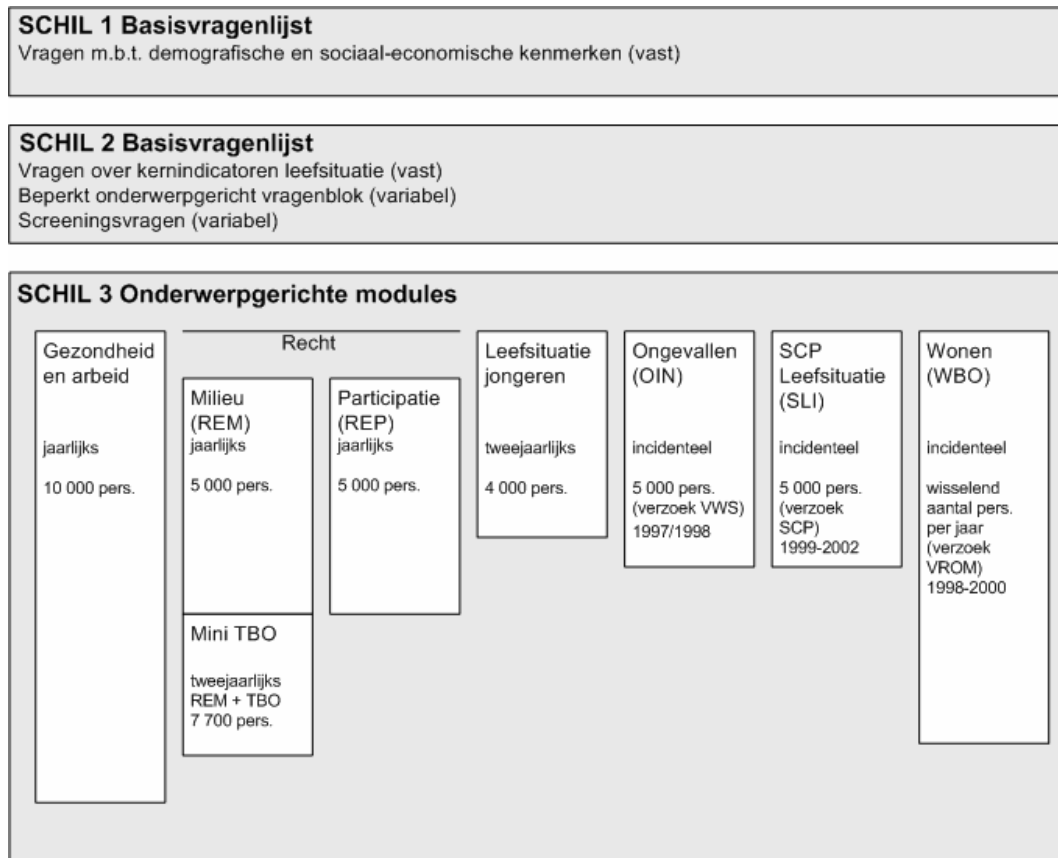 SCHIL 1 Basisvragenlijst
Vragen m.b.t. demografische en sociaal-economische kenmerken (vast)
SCHIL 2 Basisvragenlijst
Vragen over kernindicatoren leefsituatie (vast)
Beperkt onderwerpgericht vragenblok (variabel)
Screeningsvragen (variabel)
SCHIL 3 Onderwerpgerichte modules
Gezondheid
en arbeid
jaarlijks
10 000 pers.
Recht
Milieu
(REM)
jaarlijks
5 000 pers.
Mini TBO
tweejaarlijks
REM + TBO
7 700 pers.
Participatie
(REP)
jaarlijks
5 000 pers.
Leefsituatie
jongeren
tweejaarlijks
4 000 pers.
Ongevallen
(OIN)
incidenteel
5 000 pers.
(verzoek VWS)
1997/1998
SCP
Leefsituatie
(SLI)
incidenteel
5 000 pers.
(verzoek
SCP)
1999-2002
Wonen
(WBO)
incidenteel
wisselend
aantal pers.
per jaar
(verzoek
VROM)
1998-2000